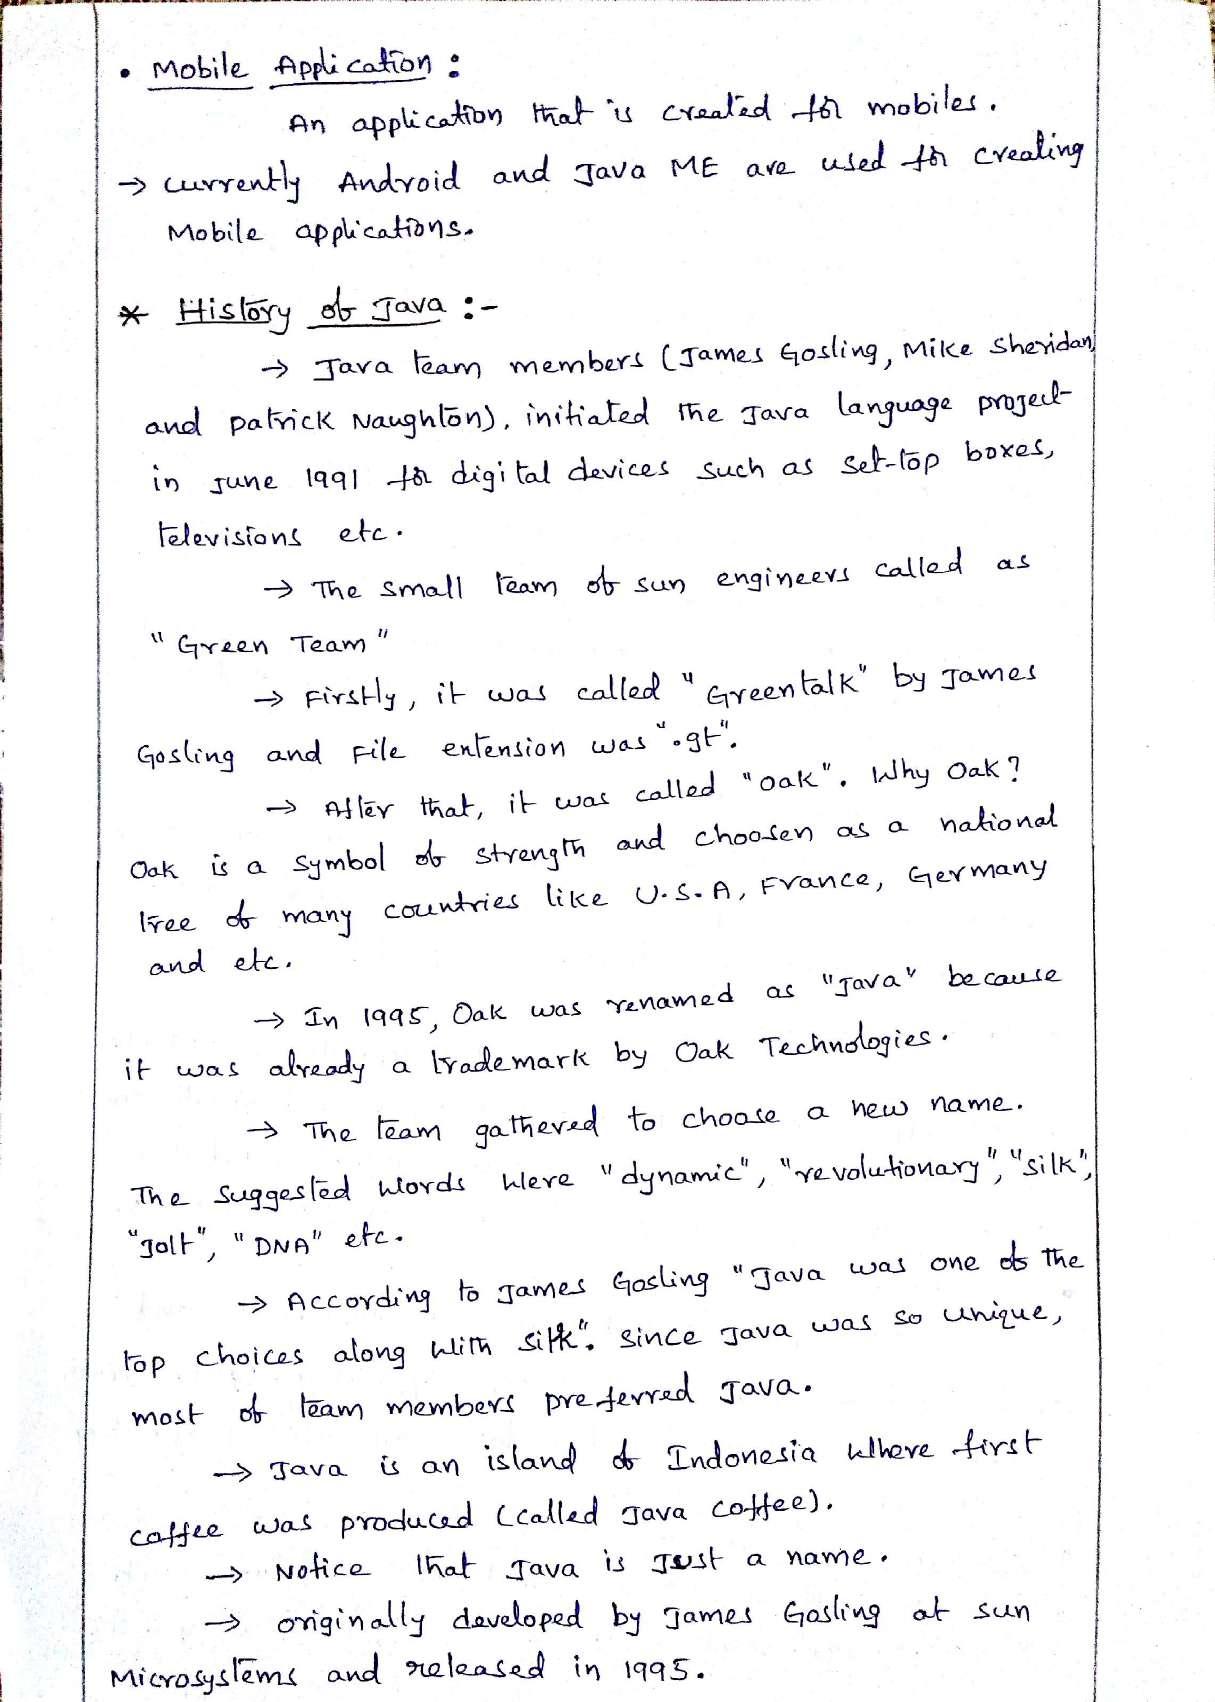 • Mobile Application :
An application that is created for mobiles.
→ currently Android and Java ME are used for creating
Mobile applications.
* History of Java :-
→ Java team members (James Gosling, Mike Sheridan,
and Patrick Naughton), initiated the Java language project
in June 1991 for digital devices such as set-top boxes,
televisions etc.
→ The small team of sun engineers called as
"Green Team"
→ Firstly, it was called "Greentalk" by James
Gosling and File extension was ".gt".
→ After that, it was called "oak". Why Oak?
Oak is a symbol of strength and choosen as a national
tree of many countries like U.S.A, France, Germany
and etc.
→ In 1995, Oak was renamed as "Java" because
it was already a trademark by Oak Technologies.
→ The team gathered to choose a new name.
The suggested words were "dynamic", "revolutionary", "silk",
"Jolt", "DNA" etc.
→ According to James Gosling "Java was one of the
top choices along with silk". since Java was so unique,
most of team members preferred Java.
→ Java is an island of Indonesia where first
coffee was produced (called Java coffee).
→ Notice that Java is Just a name.
→ originally developed by James Gosling at sun
Microsystems and released in 1995.